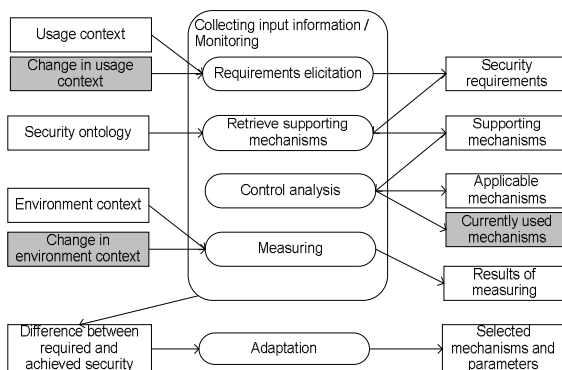 Collecting input information /
Monitoring
Usage context
Change in usage
context
Requirements elicitation
Security
requirements
Security ontology
Retrieve supporting
mechanisms
Supporting
mechanisms
Control analysis
Applicable
mechanisms
Environment context
Currently used
mechanisms
Change in
environment context
Measuring
Results of
measuring
Difference between
required and
achieved security
Adaptation
Selected
mechanisms and
parameters